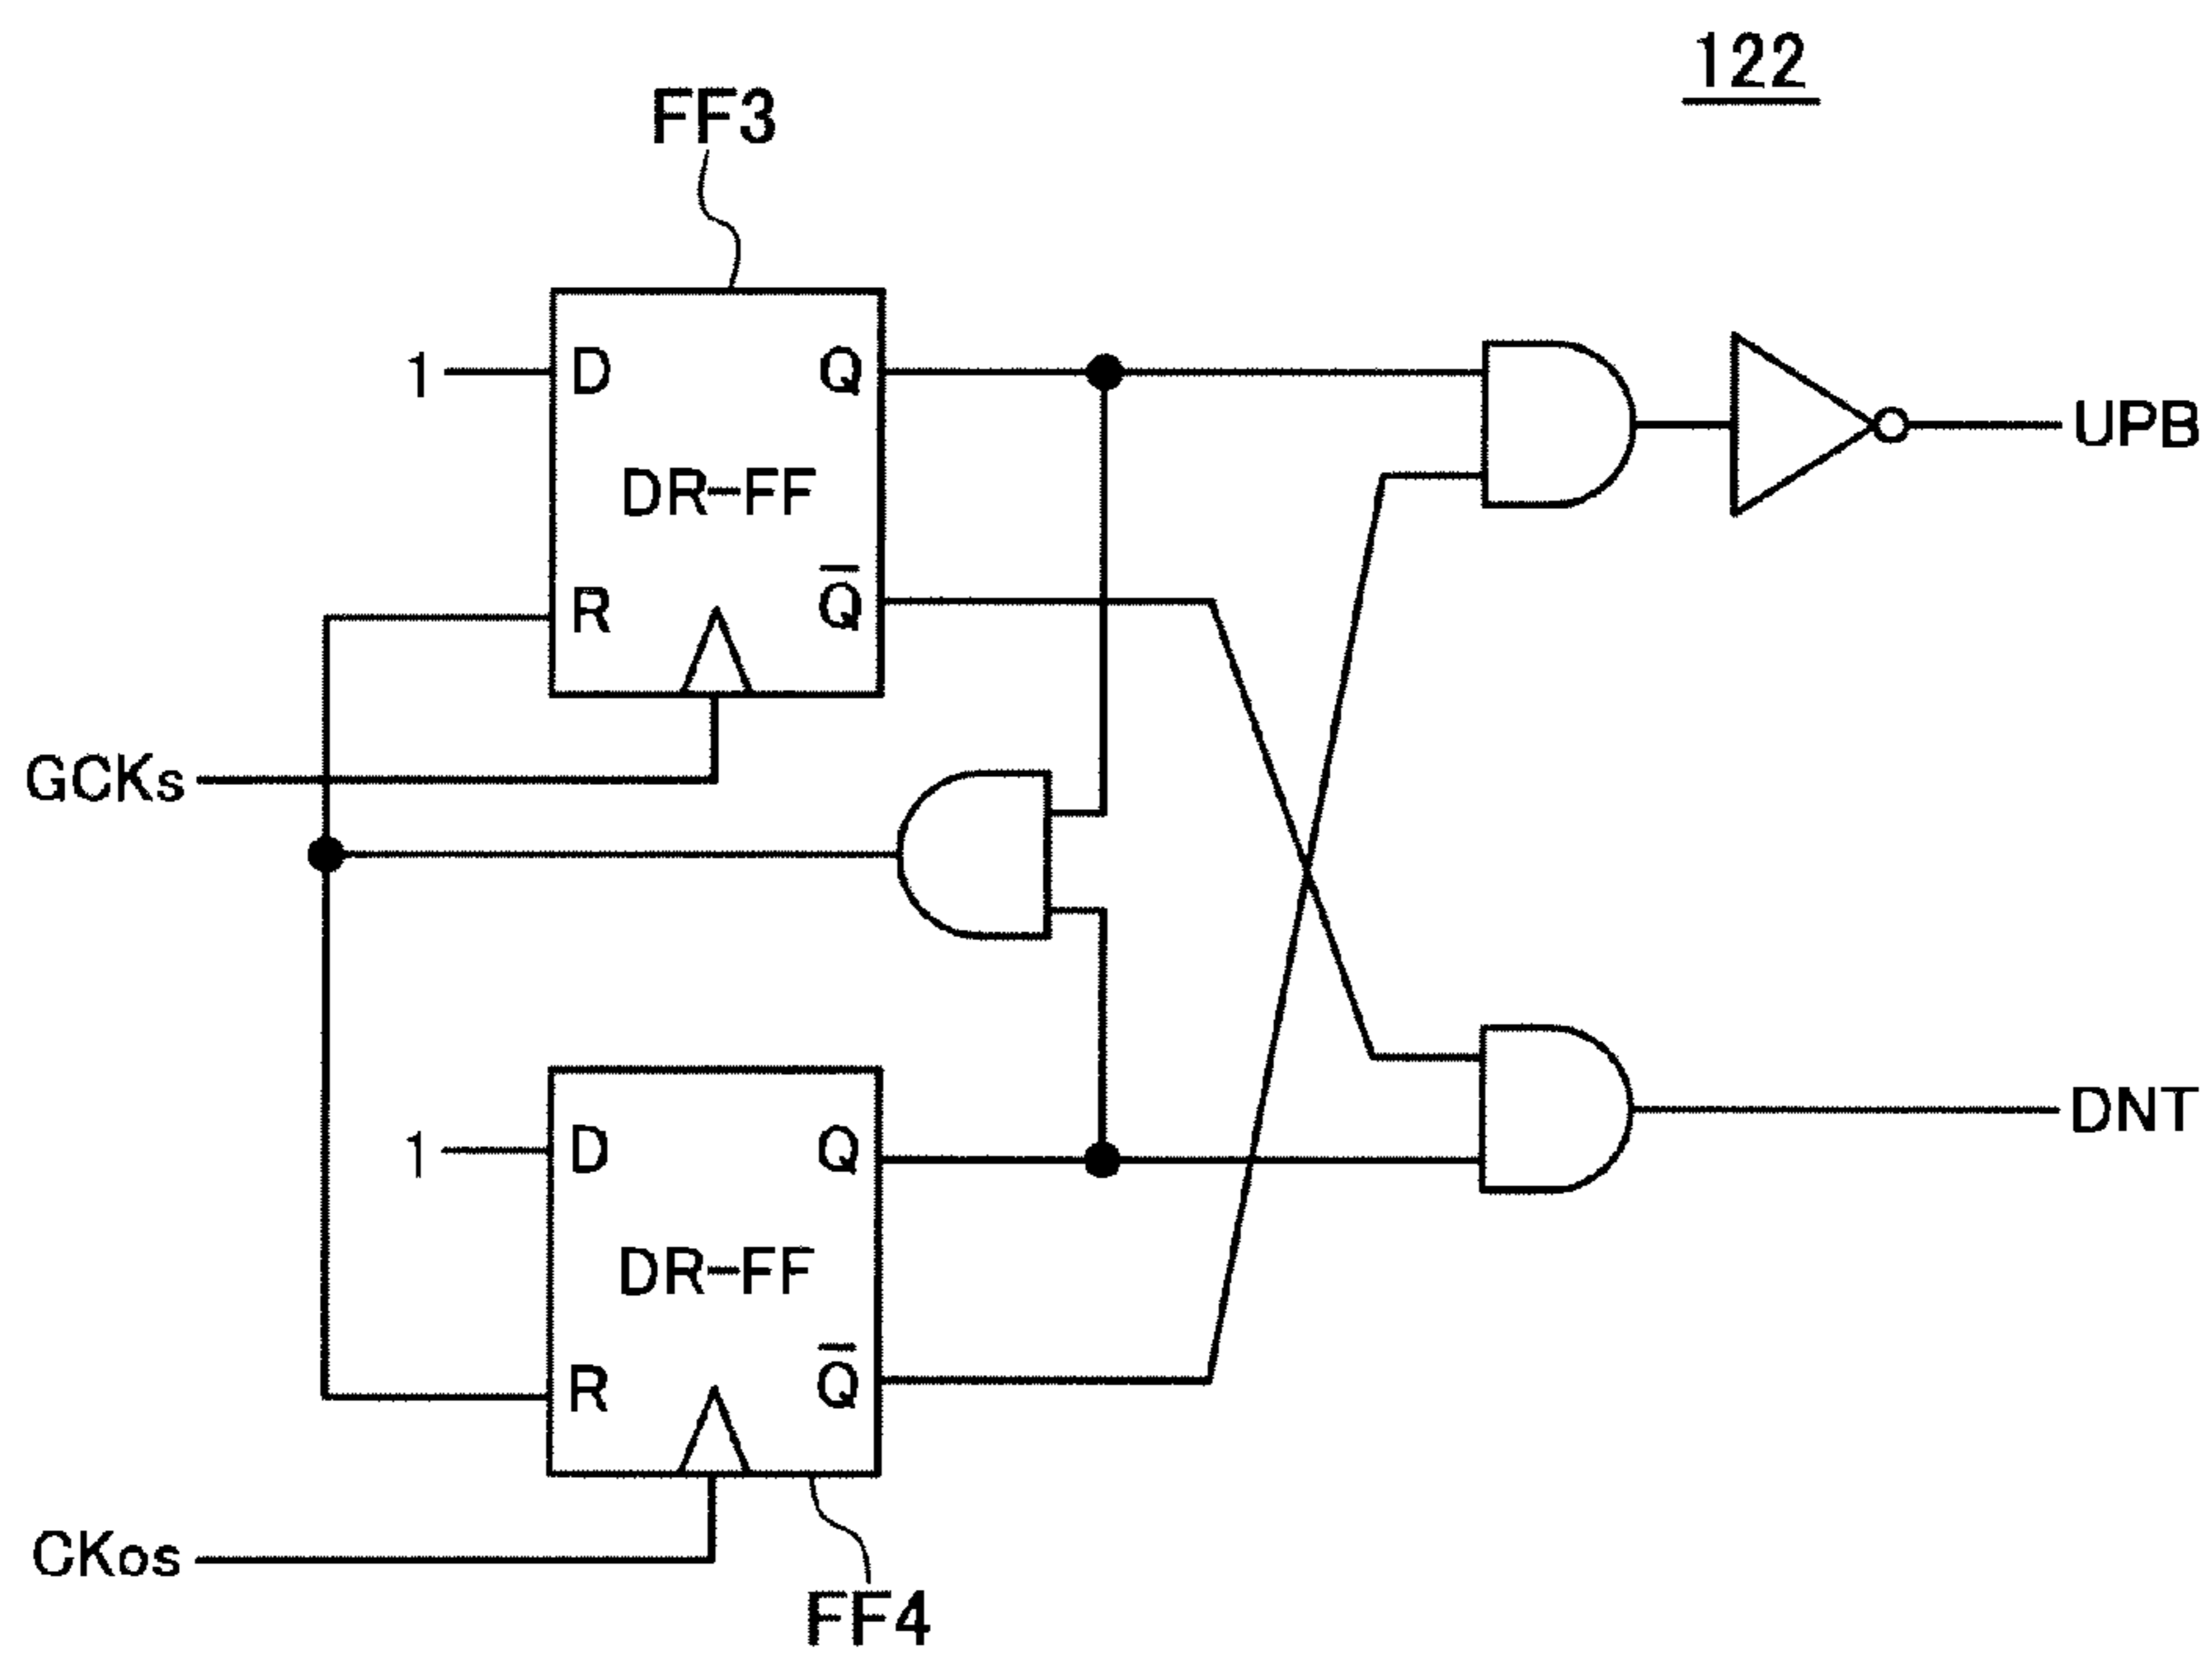 122
FF3
1
D
Q
DR-FF
R
Q̅
GCKs
UPB
1
D
Q
DR-FF
R
Q̅
DNT
CKos
FF4